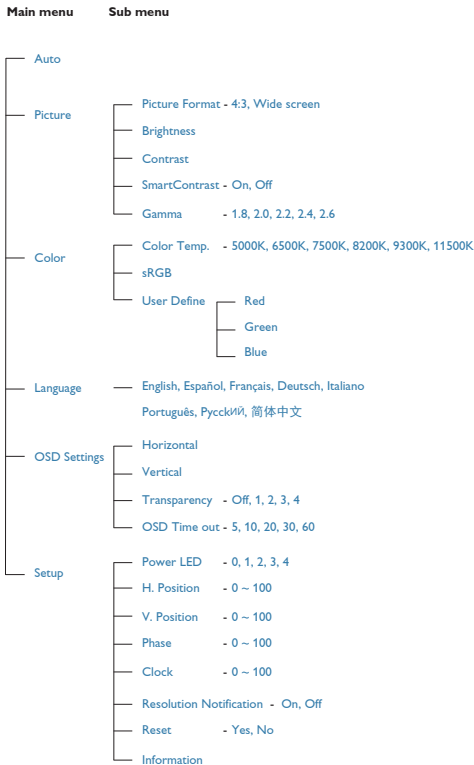 Main menu Sub menu
Auto
Picture
Picture Format - 4:3, Wide screen
Brightness
Contrast
SmartContrast - On, Off
Gamma - 1.8, 2.0, 2.2, 2.4, 2.6
Color
Color Temp. - 5000K, 6500K, 7500K, 8200K, 9300K, 11500K
sRGB
User Define
Red
Green
Blue
Language
English, Español, Français, Deutsch, Italiano
Português, РусскИЙ, 简体中文
OSD Settings
Horizontal
Vertical
Transparency - Off, 1, 2, 3, 4
OSD Time out - 5, 10, 20, 30, 60
Setup
Power LED - 0, 1, 2, 3, 4
H. Position - 0 ~ 100
V. Position - 0 ~ 100
Phase - 0 ~ 100
Clock - 0 ~ 100
Resolution Notification - On, Off
Reset - Yes, No
Information